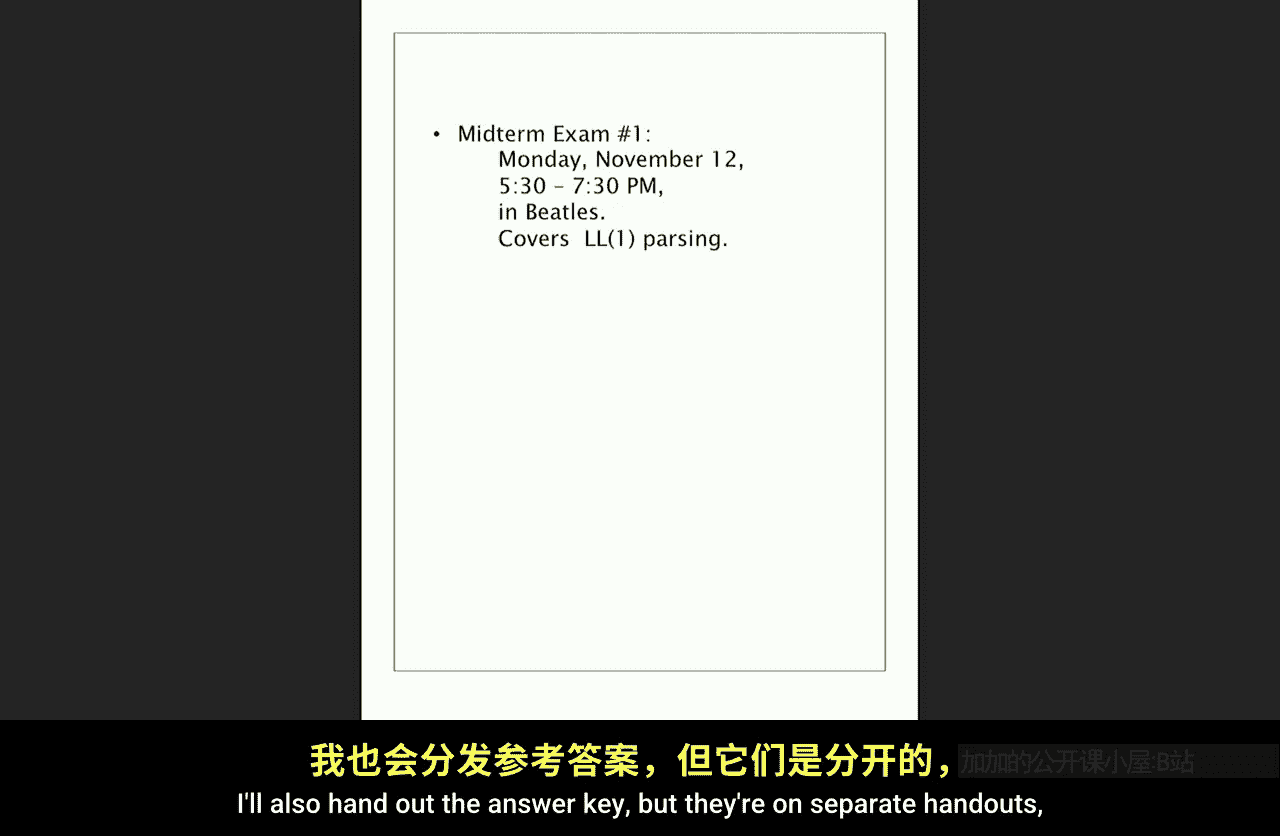 • Midterm Exam #1:
Monday, November 12,
5:30 – 7:30 PM,
in Beatles.
Covers LL(1) parsing.
我也会分发参考答案，但它们是分开的，
加加的公开课小屋:B站
I'll also hand out the answer key, but they're on separate handouts,